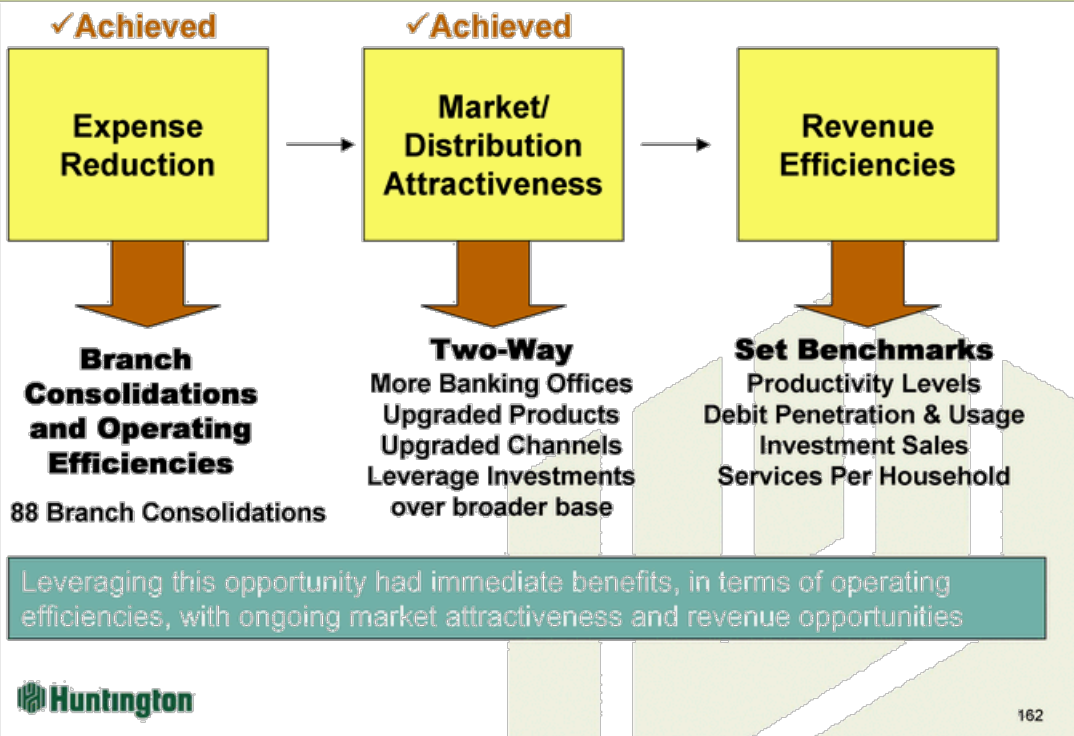 ✓Achieved
✓Achieved
Expense
Reduction
Market/
Distribution
Attractiveness
Revenue
Efficiencies
Branch
Consolidations
and Operating
Efficiencies
88 Branch Consolidations
Two-Way
More Banking Offices
Upgraded Products
Upgraded Channels
Leverage Investments
over broader base
Set Benchmarks
Productivity Levels
Debit Penetration & Usage
Investment Sales
Services Per Household
Leveraging this opportunity had immediate benefits, in terms of operating
efficiencies, with ongoing market attractiveness and revenue opportunities
Huntington
162